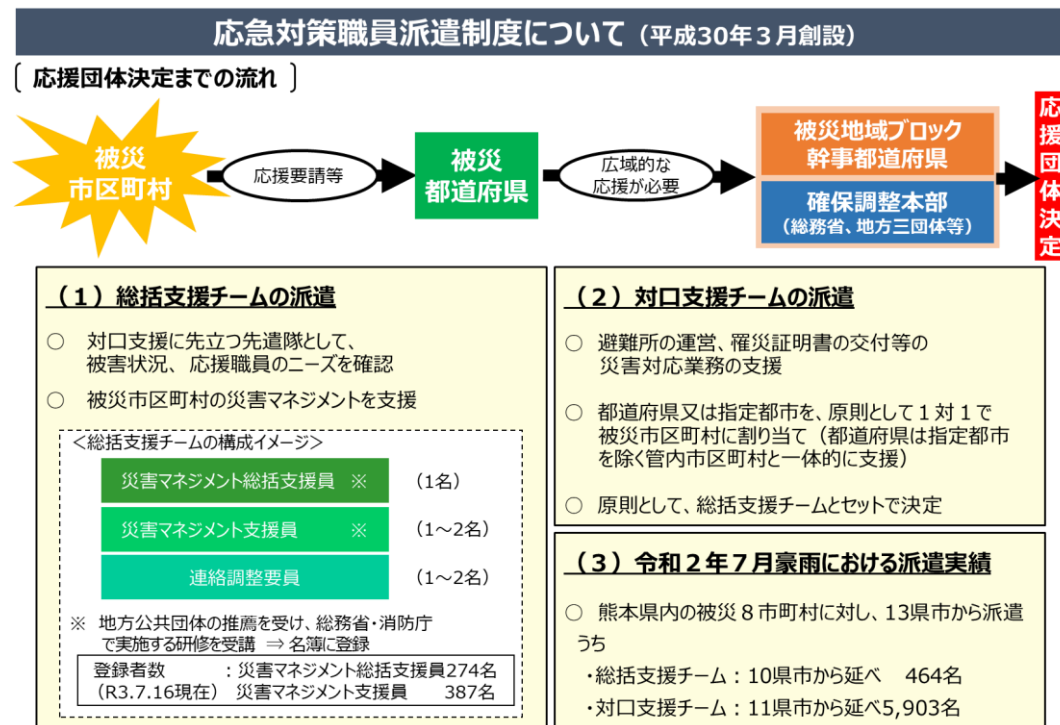 応急対策職員派遣制度について（平成30年３月創設）
〔 応援団体決定までの流れ 〕
被災
市区町村
応援要請等
被災
都道府県
広域的な
応援が必要
被災地域ブロック
幹事都道府県
確保調整本部
（総務省、地方三団体等）
応援団体決定
（１）総括支援チームの派遣
○ 対口支援に先立つ先遣隊として、
被害状況、応援職員のニーズを確認
○ 被災市区町村の災害マネジメントを支援
＜総括支援チームの構成イメージ＞
災害マネジメント総括支援員 ※ （1名）
災害マネジメント支援員 ※ （1～2名）
連絡調整要員 （1～2名）
※ 地方公共団体の推薦を受け、総務省・消防庁
で実施する研修を受講 ⇒ 名簿に登録
登録者数 ：災害マネジメント総括支援員274名
（R3.7.16現在） 災害マネジメント支援員 387名
（２）対口支援チームの派遣
○ 避難所の運営、罹災証明書の交付等の
災害対応業務の支援
○ 都道府県又は指定都市を、原則として１対１で
被災市区町村に割り当て（都道府県は指定都市
を除く管内市区町村と一体的に支援）
○ 原則として、総括支援チームとセットで決定
（３）令和２年７月豪雨における派遣実績
○ 熊本県内の被災８市町村に対し、13県市から派遣
うち
・総括支援チーム：10県市から延べ 464名
・対口支援チーム：11県市から延べ5,903名